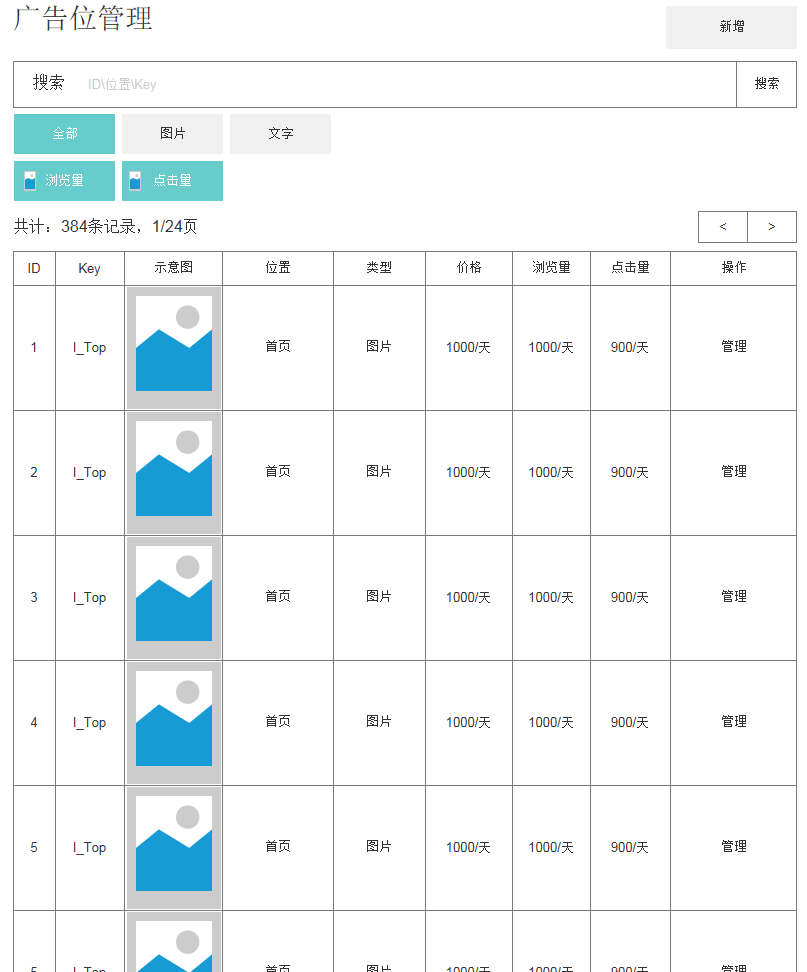 广告位管理
新增
搜索 ID\位置\Key 搜索
全部 图片 文字
浏览量 点击量
共计：384条记录，1/24页 < >
ID Key 示意图 位置 类型 价格 浏览量 点击量 操作
1 I_Top 首页 图片 1000/天 1000/天 900/天 管理
2 I_Top 首页 图片 1000/天 1000/天 900/天 管理
3 I_Top 首页 图片 1000/天 1000/天 900/天 管理
4 I_Top 首页 图片 1000/天 1000/天 900/天 管理
5 I_Top 首页 图片 1000/天 1000/天 900/天 管理
5 I_Top 首页 图片 1000/天 1000/天 900/天 管理